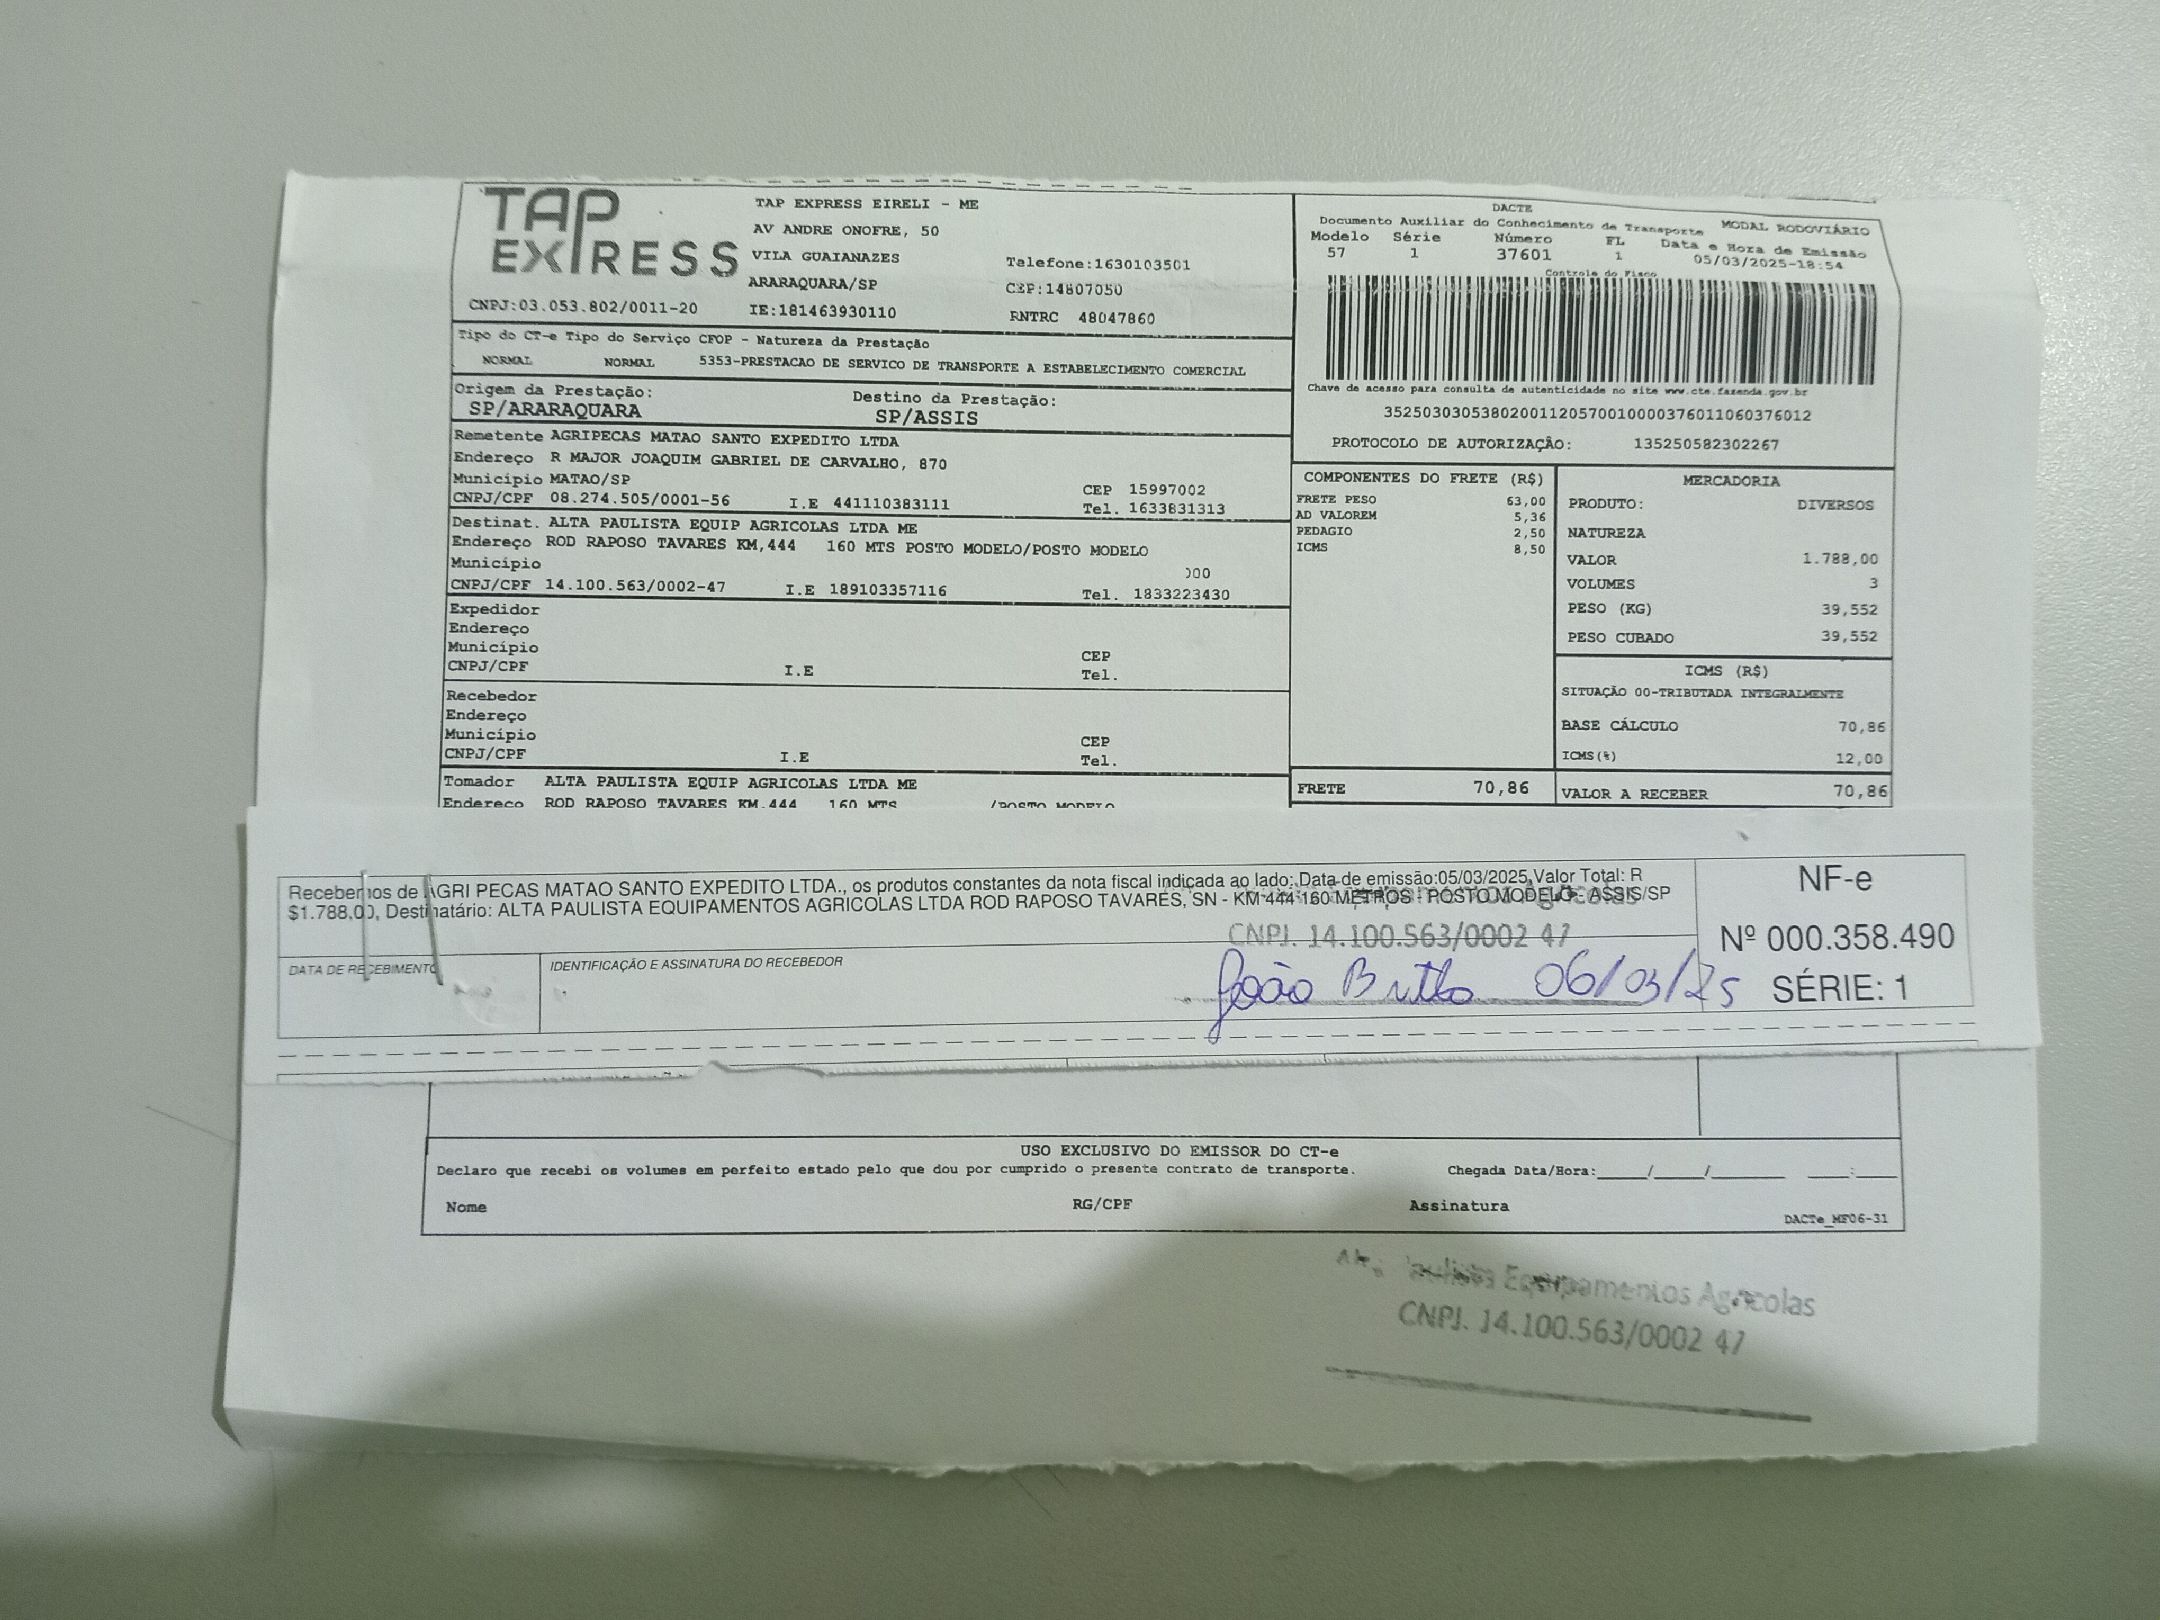 TAP
EXPRESS
TAP EXPRESS EIRELI - ME
AV ANDRE ONOFRE, 50
VILA GUAIANAZES
Telefone:1630103501
ARARAQUARA/SP
CEP:14807050
CNPJ:03.053.802/0011-20
IE:181463930110
RNTRC 48047860
Tipo do CT-e Tipo do Serviço CFOP - Natureza da Prestação
NORMAL NORMAL 5353-PRESTACAO DE SERVICO DE TRANSPORTE A ESTABELECIMENTO COMERCIAL
Origem da Prestação: Destino da Prestação:
SP/ARARAQUARA SP/ASSIS
Remetente AGRIPECAS MATAO SANTO EXPEDITO LTDA
Endereço R MAJOR JOAQUIM GABRIEL DE CARVALHO, 870
Município MATAO/SP CEP 15997002
CNPJ/CPF 08.274.505/0001-56 I.E 441110383111 Tel. 1633831313
Destinat. ALTA PAULISTA EQUIP AGRICOLAS LTDA ME
Endereço ROD RAPOSO TAVARES KM,444 160 MTS POSTO MODELO/POSTO MODELO
Município 000
CNPJ/CPF 14.100.563/0002-47 I.E 189103357116 Tel. 1833223430
Expedidor
Endereço
Município CEP
CNPJ/CPF I.E Tel.
Recebedor
Endereço
Município CEP
CNPJ/CPF I.E Tel.
Tomador ALTA PAULISTA EQUIP AGRICOLAS LTDA ME
Endereço ROD RAPOSO TAVARES KM,444 160 MTS /POSTO MODELO
DACTE
Documento Auxiliar do Conhecimento de Transporte MODAL RODOVIÁRIO
Modelo Série Número FL Data e Hora de Emissão
57 1 37601 1 05/03/2025-18:54
Controle do Fisco
Chave de acesso para consulta de autenticidade no site www.cte.fazenda.gov.br
35250303053802001120570010000376011060376012
PROTOCOLO DE AUTORIZAÇÃO: 135250582302267
COMPONENTES DO FRETE (R$)
FRETE PESO 63,00
AD VALOREM 5,36
PEDAGIO 2,50
ICMS 8,50
MERCADORIA
PRODUTO: DIVERSOS
NATUREZA
VALOR 1.788,00
VOLUMES 3
PESO (KG) 39,552
PESO CUBADO 39,552
ICMS (R$)
SITUAÇÃO 00-TRIBUTADA INTEGRALMENTE
BASE CÁLCULO 70,86
ICMS(%) 12,00
FRETE 70,86
VALOR A RECEBER 70,86
Recebemos de AGRI PECAS MATAO SANTO EXPEDITO LTDA., os produtos constantes da nota fiscal indicada ao lado: Data de emissão:05/03/2025,Valor Total: R
$1.788,00, Destinatário: ALTA PAULISTA EQUIPAMENTOS AGRICOLAS LTDA ROD RAPOSO TAVARES, SN - KM 444 160 METROS - POSTO MODELO - ASSIS/SP
CNPJ. 14.100.563/0002 47
DATA DE RECEBIMENTO
IDENTIFICAÇÃO E ASSINATURA DO RECEBEDOR
João Britto 06/03/25
NF-e
Nº 000.358.490
SÉRIE: 1
USO EXCLUSIVO DO EMISSOR DO CT-e
Declaro que recebi os volumes em perfeito estado pelo que dou por cumprido o presente contrato de transporte. Chegada Data/Hora:____/____/______ ___:___
Nome RG/CPF Assinatura
DACTe_MF06-31
Equipamentos Agricolas
CNPJ. 14.100.563/0002 47